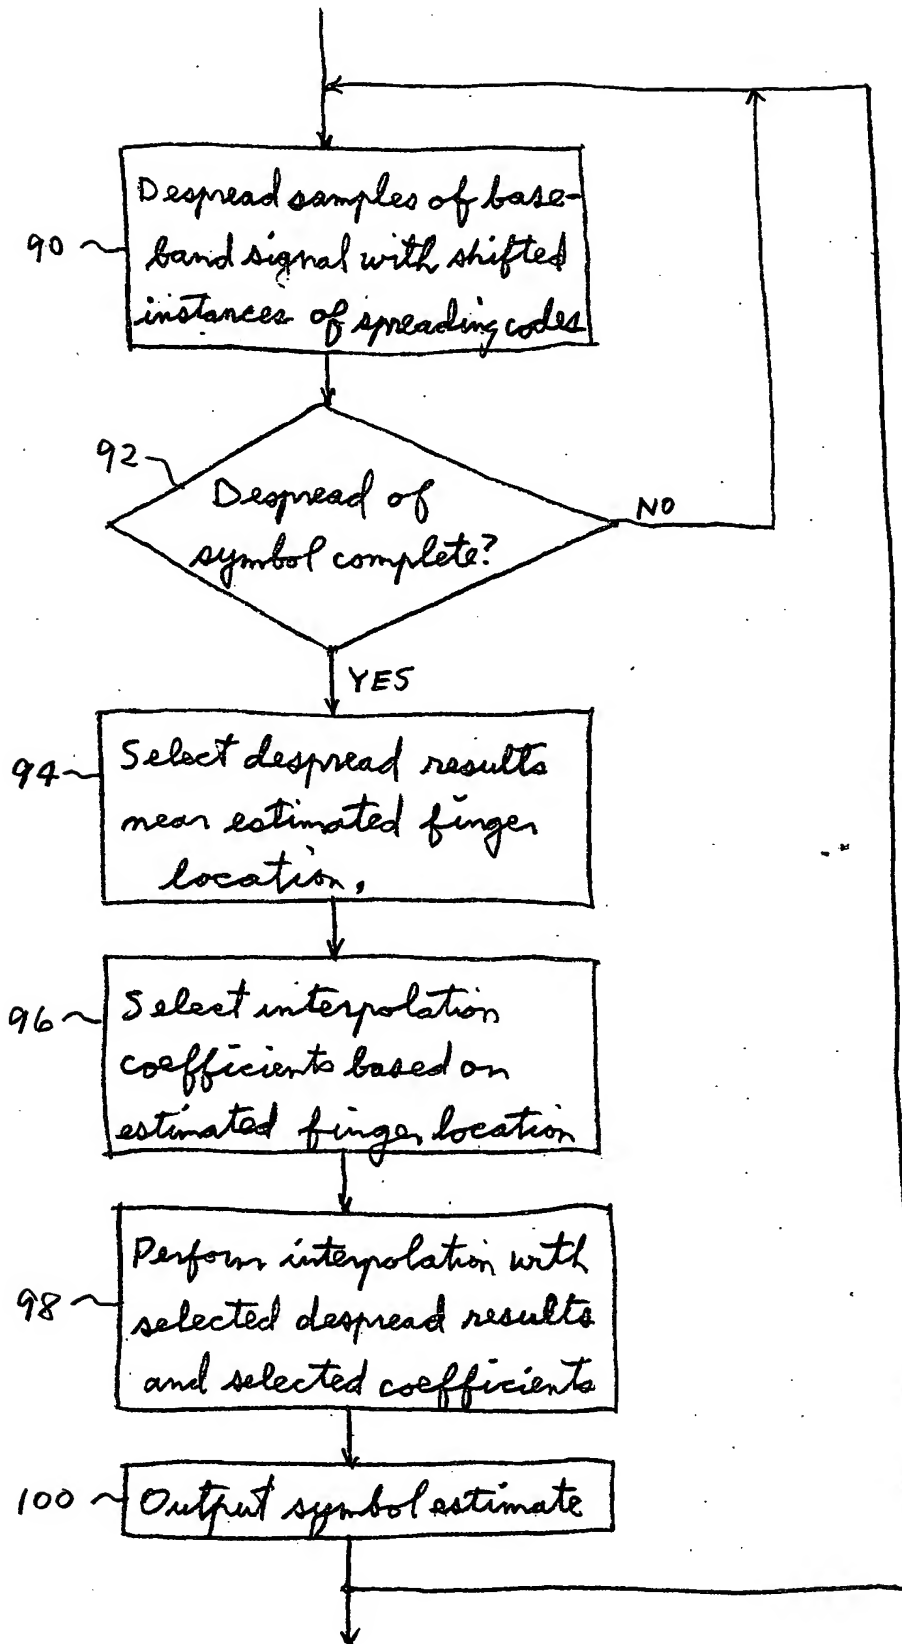 Despread samples of base-
90 band signal with shifted
instances of spreading codes
92
Despread of
symbol complete?
NO
YES
94 Select despread results
near estimated finger
location.
96 Select interpolation
coefficients based on
estimated finger location
Perform interpolation with
98 selected despread results
and selected coefficients
100 Output symbol estimate